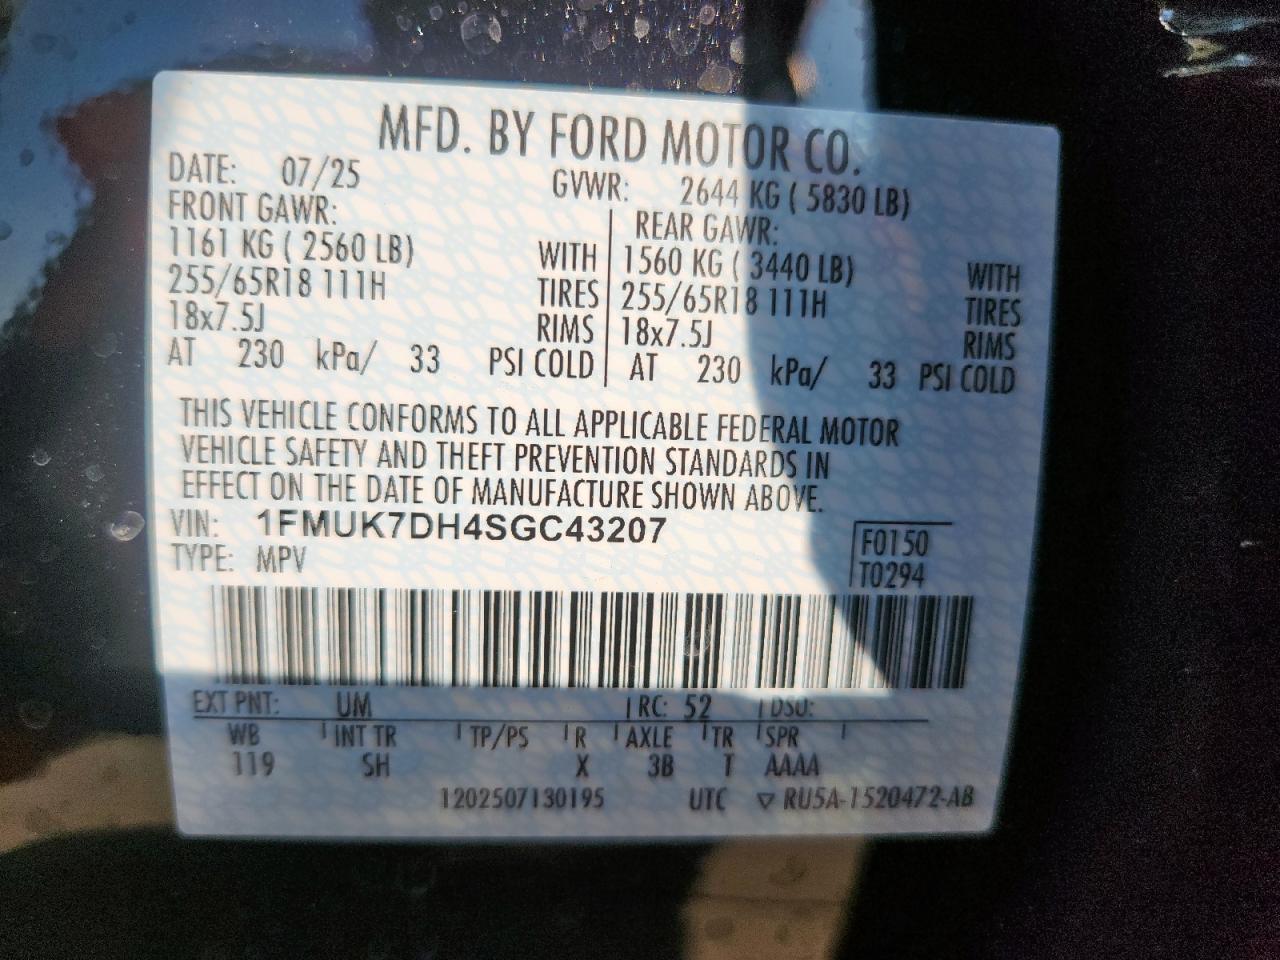 MFD. BY FORD MOTOR CO.
DATE: 07/25 GVWR: 2644 KG ( 5830 LB)
FRONT GAWR: REAR GAWR:
1161 KG ( 2560 LB) WITH 1560 KG ( 3440 LB) WITH
255/65R18 111H TIRES 255/65R18 111H TIRES
18x7.5J RIMS 18x7.5J RIMS
AT 230 kPa/ 33 PSI COLD AT 230 kPa/ 33 PSI COLD
THIS VEHICLE CONFORMS TO ALL APPLICABLE FEDERAL MOTOR
VEHICLE SAFETY AND THEFT PREVENTION STANDARDS IN
EFFECT ON THE DATE OF MANUFACTURE SHOWN ABOVE.
VIN: 1FMUK7DH4SGC43207 F0150
TYPE: MPV T0294
EXT PNT: UM RC: 52 DSO:
WB INT TR TP/PS R AXLE TR SPR
119 SH X 3B T AAAA
1202507130195 UTC ▽ RU5A-1520472-AB